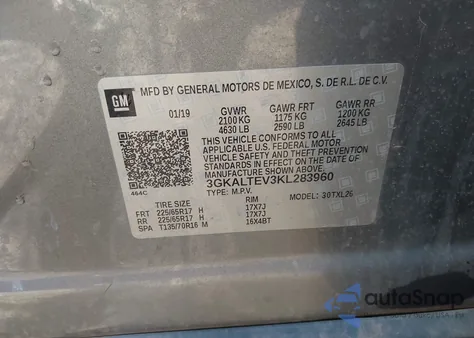 GM
MFD BY GENERAL MOTORS DE MEXICO, S. DE R.L. DE C.V.
01/19 GVWR GAWR FRT GAWR RR
2100 KG 1175 KG 1200 KG
4630 LB 2590 LB 2645 LB
THIS VEHICLE CONFORMS TO ALL
APPLICABLE U.S. FEDERAL MOTOR
VEHICLE SAFETY AND THEFT PREVENTION
STANDARDS IN EFFECT ON THE DATE OF
MANUFACTURE SHOWN ABOVE.
3GKALTEV3KL283960
464C TYPE: M.P.V. MODEL: 30TXL26
TIRE SIZE RIM
FRT 225/65R17 H 17X7J
RR 225/65R17 H 17X7J
SPA T135/70R16 M 16X4BT
autoSnap